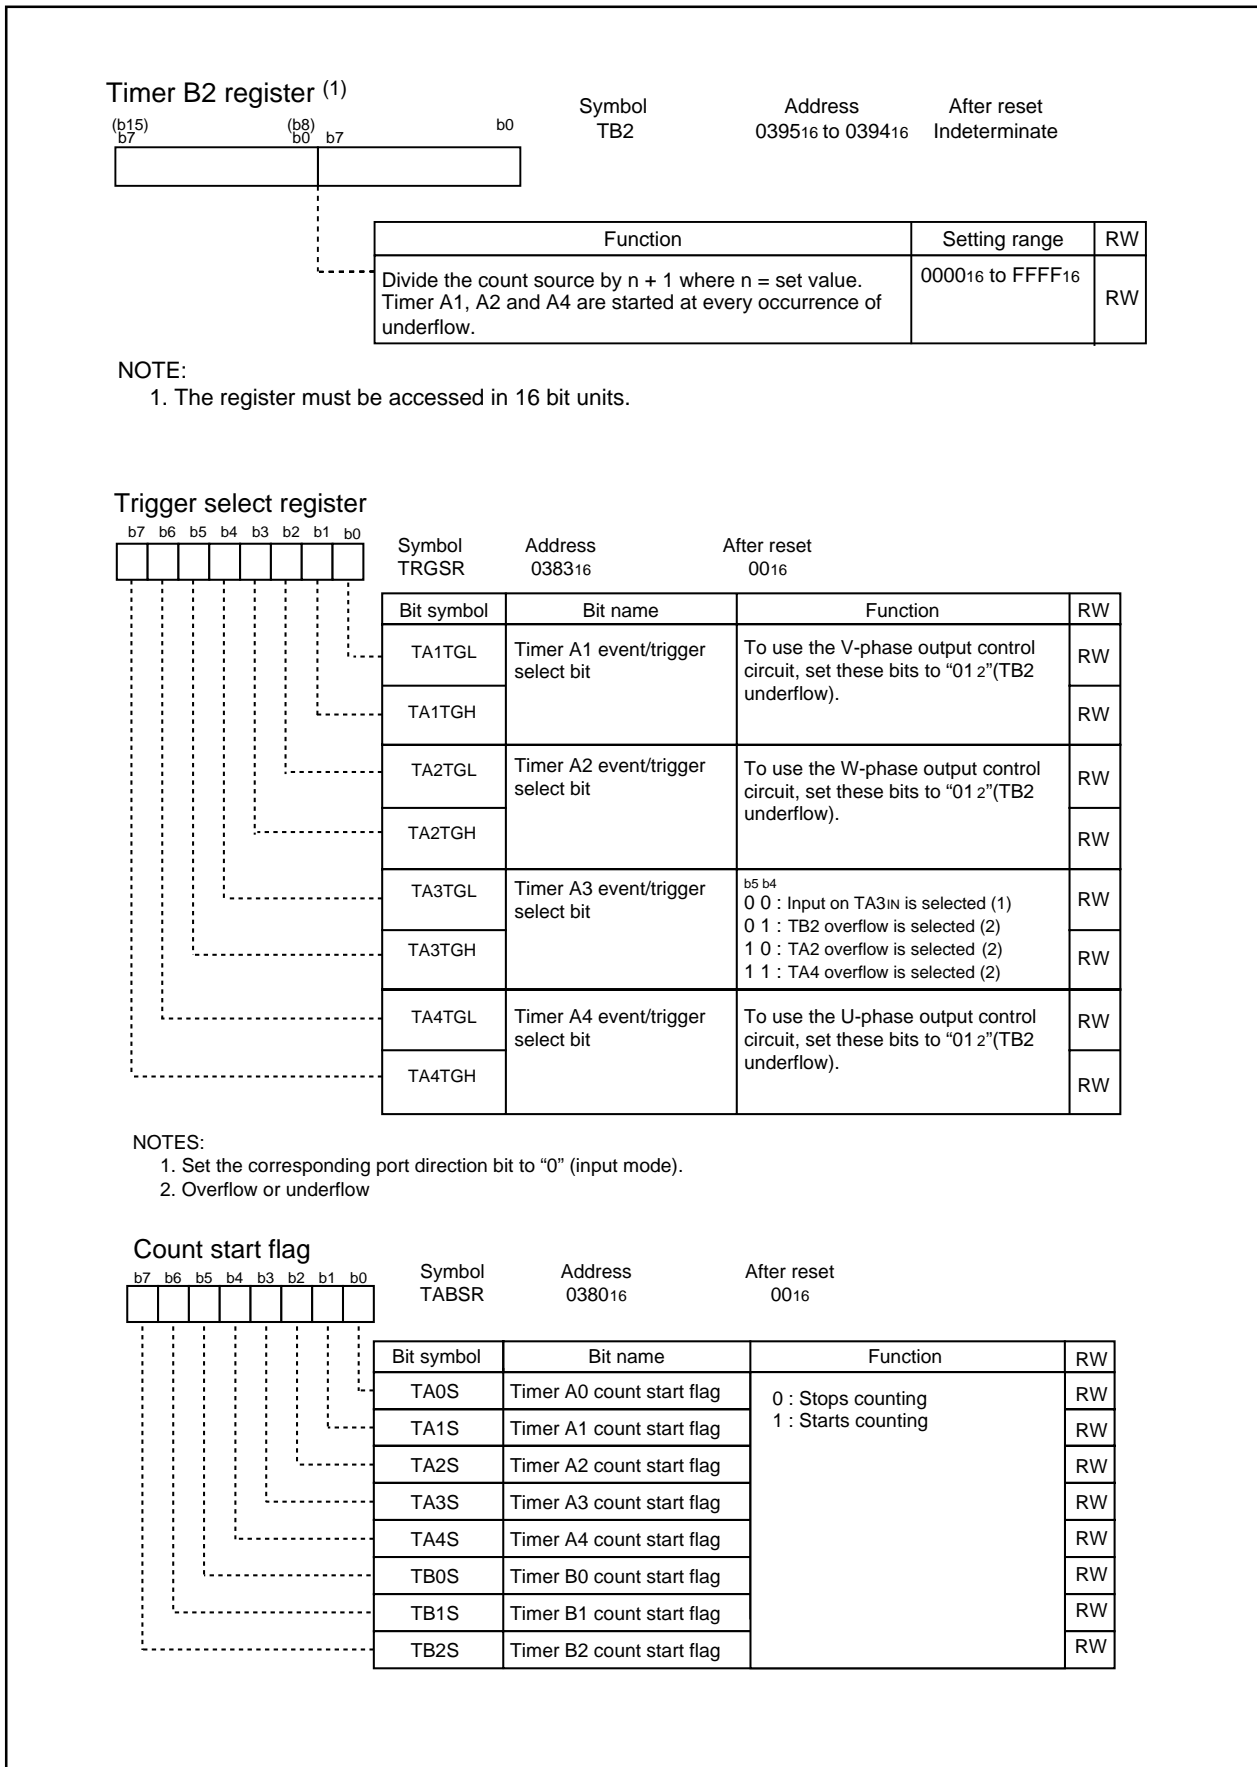 Timer B2 register (1)
(b15) (b8)
b7 b0 b7 b0
Symbol Address After reset
TB2 039516 to 039416 Indeterminate
Function Setting range RW
Divide the count source by n + 1 where n = set value. 000016 to FFFF16
Timer A1, A2 and A4 are started at every occurrence of RW
underflow.
NOTE:
1. The register must be accessed in 16 bit units.
Trigger select register
b7 b6 b5 b4 b3 b2 b1 b0
Symbol Address After reset
TRGSR 038316 0016
Bit symbol Bit name Function RW
TA1TGL Timer A1 event/trigger To use the V-phase output control RW
select bit circuit, set these bits to “01 2”(TB2
underflow).
TA1TGH RW
TA2TGL Timer A2 event/trigger To use the W-phase output control RW
select bit circuit, set these bits to “01 2”(TB2
underflow).
TA2TGH RW
TA3TGL Timer A3 event/trigger b5 b4 RW
select bit 0 0 : Input on TA3IN is selected (1)
0 1 : TB2 overflow is selected (2)
TA3TGH 1 0 : TA2 overflow is selected (2) RW
1 1 : TA4 overflow is selected (2)
TA4TGL Timer A4 event/trigger To use the U-phase output control RW
select bit circuit, set these bits to “01 2”(TB2
underflow).
TA4TGH RW
NOTES:
1. Set the corresponding port direction bit to “0” (input mode).
2. Overflow or underflow
Count start flag
b7 b6 b5 b4 b3 b2 b1 b0
Symbol Address After reset
TABSR 038016 0016
Bit symbol Bit name Function RW
TA0S Timer A0 count start flag 0 : Stops counting RW
TA1S Timer A1 count start flag 1 : Starts counting RW
TA2S Timer A2 count start flag RW
TA3S Timer A3 count start flag RW
TA4S Timer A4 count start flag RW
TB0S Timer B0 count start flag RW
TB1S Timer B1 count start flag RW
TB2S Timer B2 count start flag RW